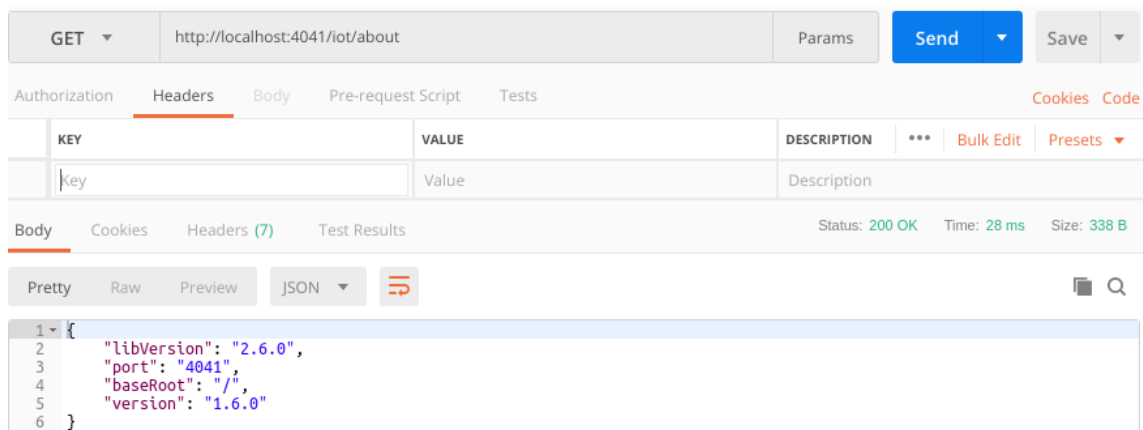 GET http://localhost:4041/iot/about Params Send Save
Authorization Headers Body Pre-request Script Tests Cookies Code
KEY VALUE DESCRIPTION ••• Bulk Edit Presets
Key Value Description
Body Cookies Headers (7) Test Results Status: 200 OK Time: 28 ms Size: 338 B
Pretty Raw Preview JSON
1 {
2 "libVersion": "2.6.0",
3 "port": "4041",
4 "baseRoot": "/",
5 "version": "1.6.0"
6 }